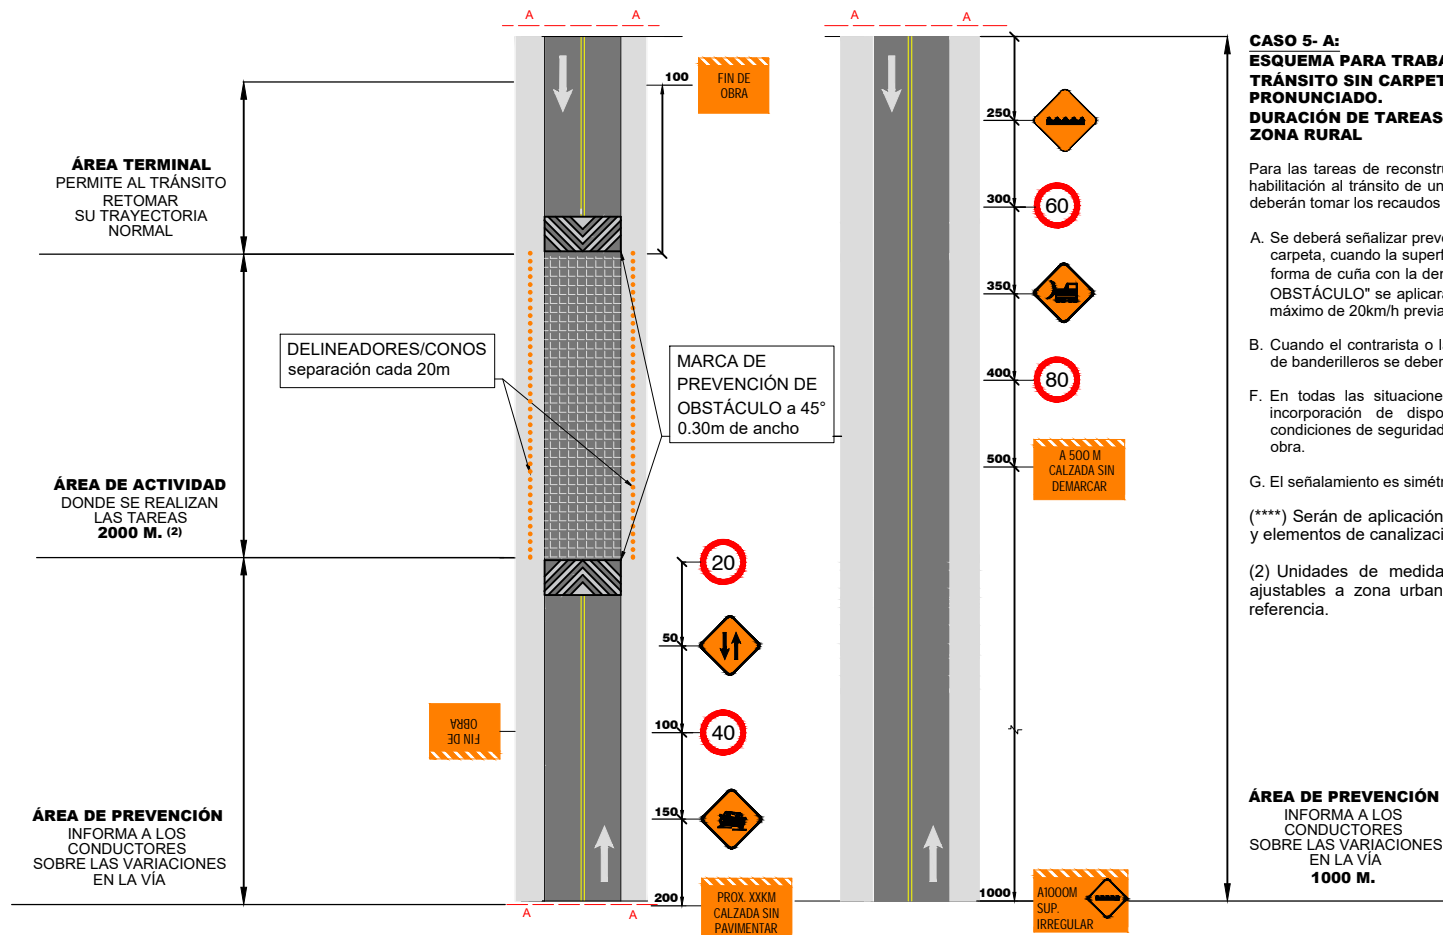 A
A
A
A
CASO 5- A:
ESQUEMA PARA TRABA
TRÁNSITO SIN CARPET
PRONUNCIADO.
DURACIÓN DE TAREAS
ZONA RURAL
Para las tareas de reconstru
habilitación al tránsito de un
deberán tomar los recaudos
A. Se deberá señalizar preve
carpeta, cuando la superf
forma de cuña con la den
OBSTÁCULO" se aplicará
máximo de 20km/h previa
B. Cuando el contrarista o la
de banderilleros se deber
F. En todas las situacione
incorporación de dispo
condiciones de seguridad
obra.
G. El señalamiento es simétr
(****) Serán de aplicación
y elementos de canalizaci
(2) Unidades de medida
ajustables a zona urban
referencia.
100
FIN DE
OBRA
ÁREA TERMINAL
PERMITE AL TRÁNSITO
RETOMAR
SU TRAYECTORIA
NORMAL
DELINEADORES/CONOS
separación cada 20m
MARCA DE
PREVENCIÓN DE
OBSTÁCULO a 45°
0.30m de ancho
ÁREA DE ACTIVIDAD
DONDE SE REALIZAN
LAS TAREAS
2000 M. (2)
20
50
100
40
150
200
PROX. XXKM
CALZADA SIN
PAVIMENTAR
FIN DE
OBRA
ÁREA DE PREVENCIÓN
INFORMA A LOS
CONDUCTORES
SOBRE LAS VARIACIONES
EN LA VÍA
A
A
250
300
60
350
400
80
500
A 500 M
CALZADA SIN
DEMARCAR
1000
A1000M
SUP.
IRREGULAR
ÁREA DE PREVENCIÓN
INFORMA A LOS
CONDUCTORES
SOBRE LAS VARIACIONES
EN LA VÍA
1000 M.